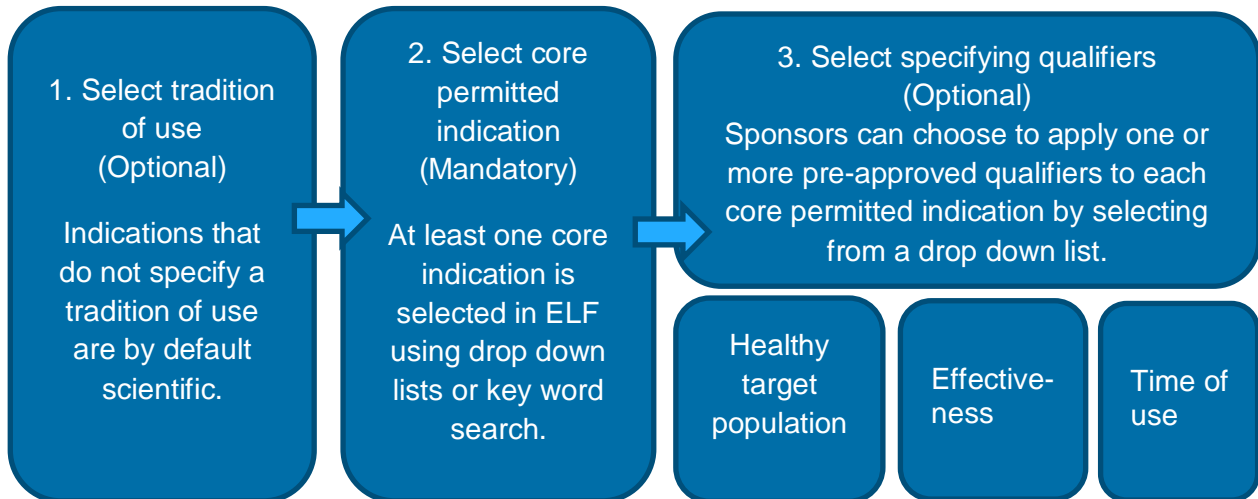 1. Select tradition
of use
(Optional)
Indications that
do not specify a
tradition of use
are by default
scientific.
2. Select core
permitted
indication
(Mandatory)
At least one core
indication is
selected in ELF
using drop down
lists or key word
search.
3. Select specifying qualifiers
(Optional)
Sponsors can choose to apply one or
more pre-approved qualifiers to each
core permitted indication by selecting
from a drop down list.
Healthy
target
population
Effective-
ness
Time of
use